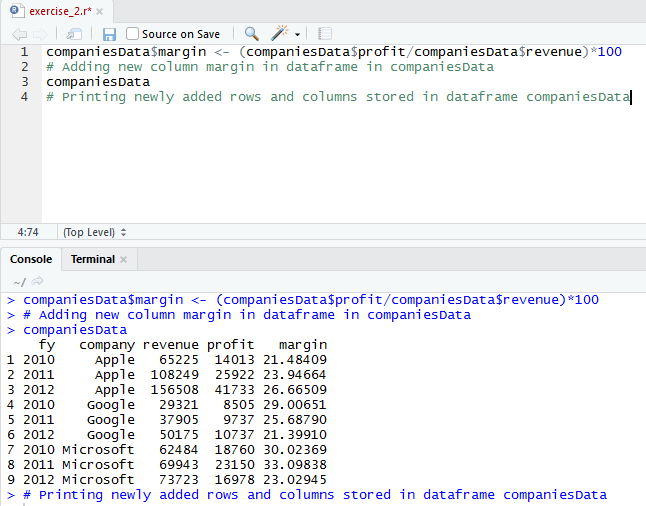 exercise_2.r* ×
Source on Save
1 companiesData$margin <- (companiesData$profit/companiesData$revenue)*100
2 # Adding new column margin in dataframe in companiesData
3 companiesData
4 # Printing newly added rows and columns stored in dataframe companiesData
4:74 (Top Level)
Console Terminal ×
~/
> companiesData$margin <- (companiesData$profit/companiesData$revenue)*100
> # Adding new column margin in dataframe in companiesData
> companiesData
fy company revenue profit margin
1 2010 Apple 65225 14013 21.48409
2 2011 Apple 108249 25922 23.94664
3 2012 Apple 156508 41733 26.66509
4 2010 Google 29321 8505 29.00651
5 2011 Google 37905 9737 25.68790
6 2012 Google 50175 10737 21.39910
7 2010 Microsoft 62484 18760 30.02369
8 2011 Microsoft 69943 23150 33.09838
9 2012 Microsoft 73723 16978 23.02945
> # Printing newly added rows and columns stored in dataframe companiesData